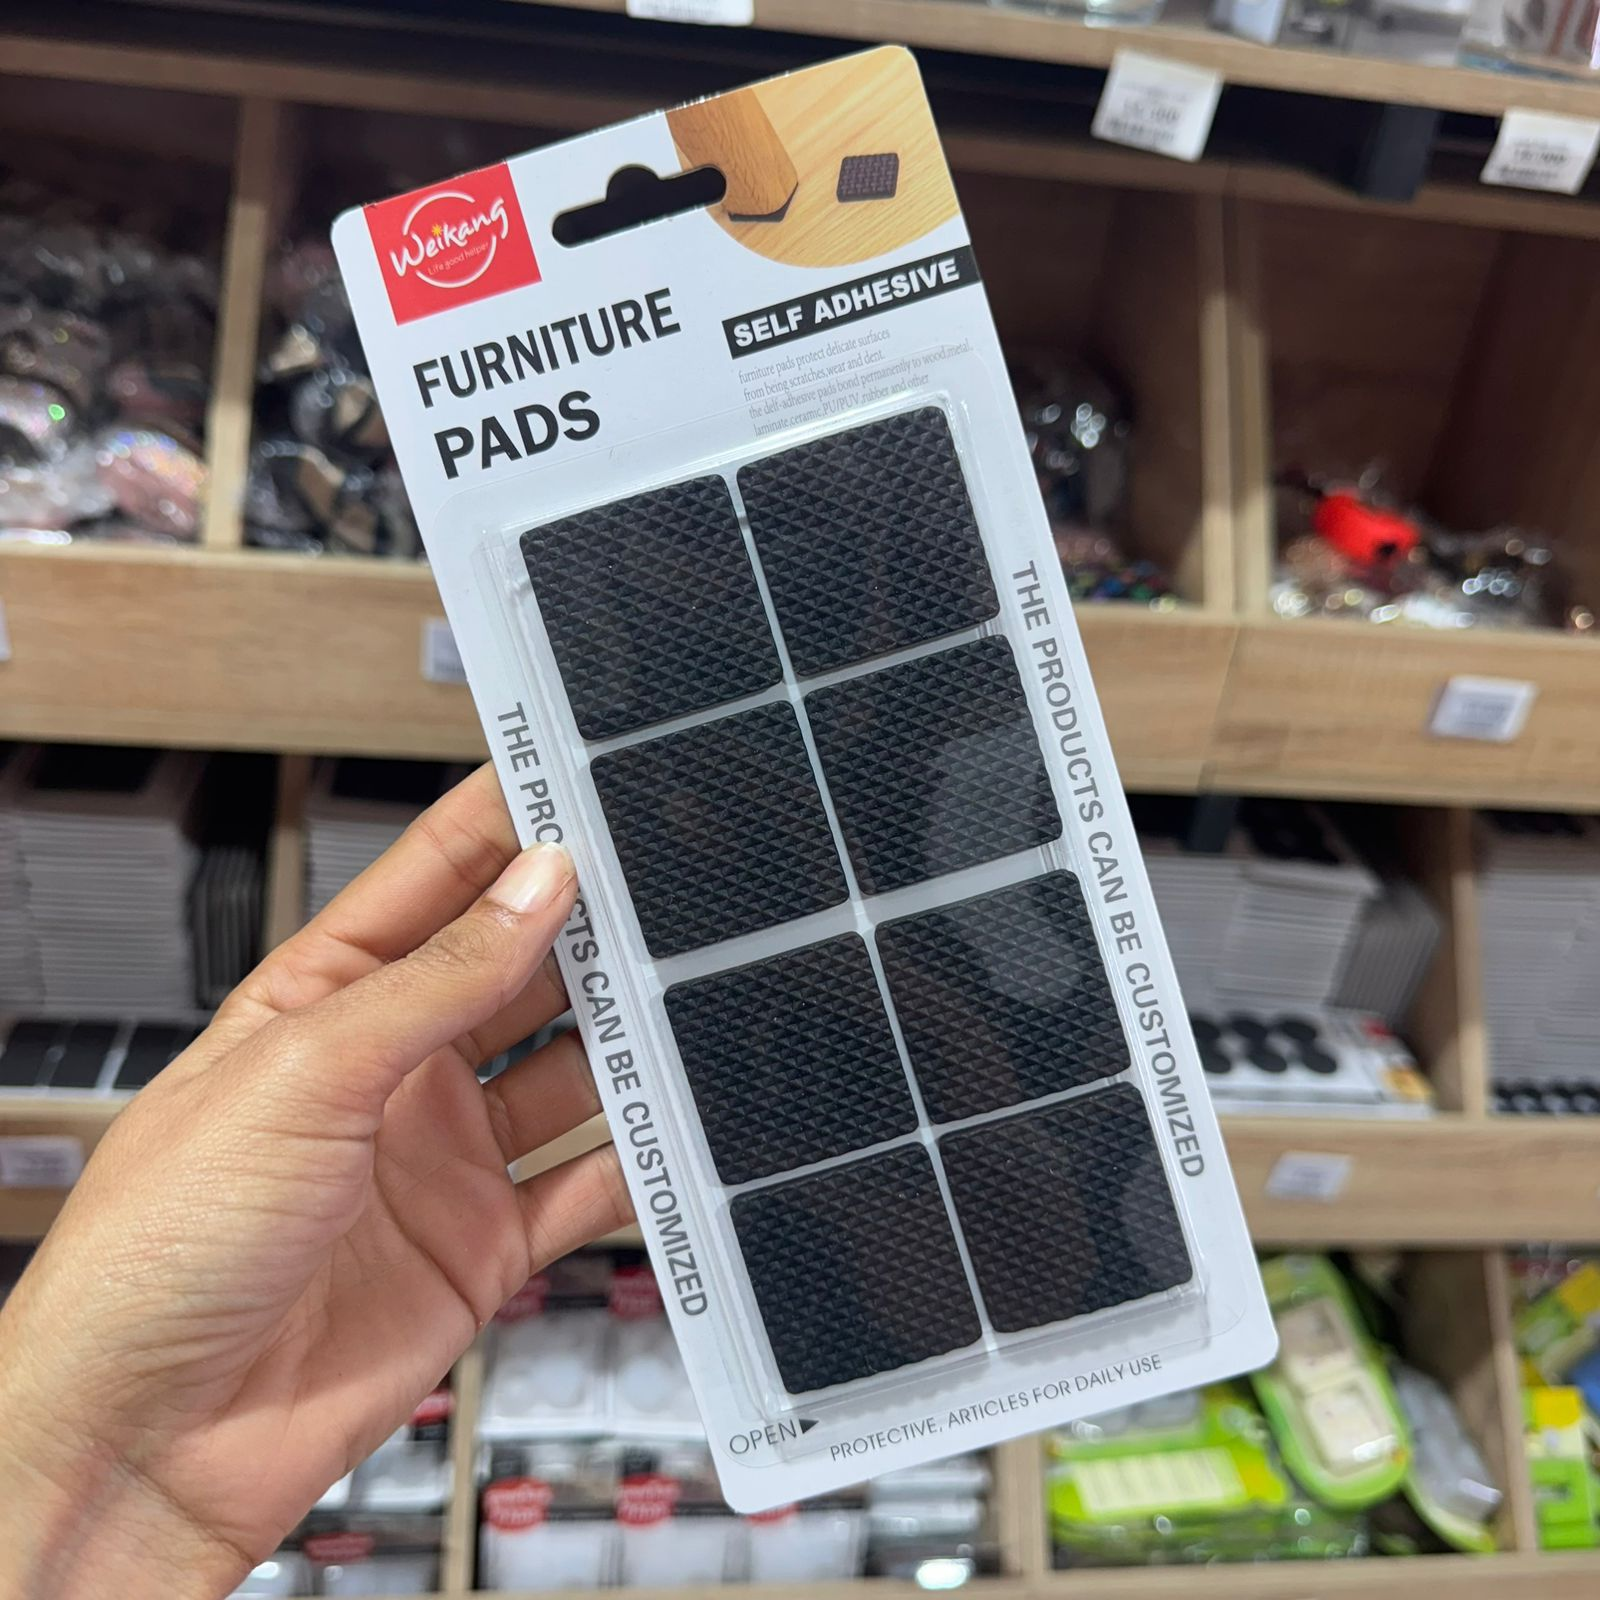 Weikang
Life good helper
FURNITURE
PADS
SELF ADHESIVE
furniture pads protect delicate surfaces
from being scratches,wear and dent.
the delf-adhesive pads bond permanently to wood,metal,
laminate,ceramic,PU/PUV,rubber and other
THE PRO CTS CAN BE CUSTOMIZED
THE PRODUCTS CAN BE CUSTOMIZED
OPEN
PROTECTIVE, ARTICLES FOR DAILY USE